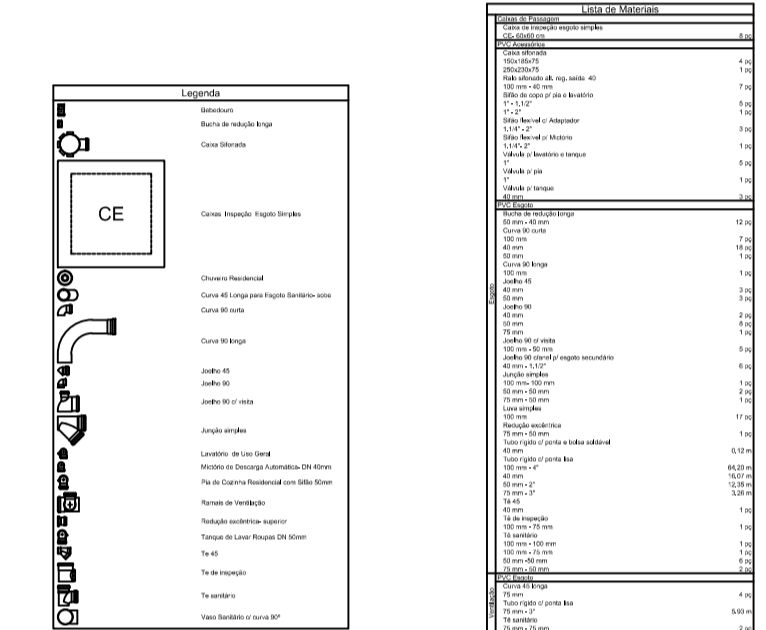 Legenda
Bebedouro
Bucha de redução longa
Caixa Sifonada
CE
Caixas Inspeção Esgoto Simples
Chuveiro Residencial
Curva 45 Longa para Esgoto Sanitário- sobe
Curva 90 curta
Curva 90 longa
Joelho 45
Joelho 90
Joelho 90 c/ visita
Junção simples
Lavatório de Uso Geral
Mictório de Descarga Automática- DN 40mm
Pia de Cozinha Residencial com Sifão 50mm
Ramais de Ventilação
Redução excêntrica- superior
Tanque de Lavar Roupas DN 50mm
Te 45
Te de inspeção
Te sanitário
Vaso Sanitário c/ curva 90º
Lista de Materiais
Caixas de Passagem
Caixa de inspeção esgoto simples
CE- 60x60 cm 8 pç
PVC Acessórios
Caixa sifonada
150x185x75 4 pç
250x230x75 1 pç
Ralo sifonado alt. reg. saída 40
100 mm - 40 mm 7 pç
Sifão de copo p/ pia e lavatório
1" - 1.1/2" 5 pç
1" - 2" 1 pç
Sifão flexível c/ Adaptador
1.1/4" - 2" 3 pç
Sifão flexível p/ Mictório
1.1/4"- 2" 1 pç
Válvula p/ lavatório e tanque
1" 5 pç
Válvula p/ pia
1" 1 pç
Válvula p/ tanque
40 mm 3 pç
Esgoto
PVC Esgoto
Bucha de redução longa
50 mm - 40 mm 12 pç
Curva 90 curta
100 mm 7 pç
40 mm 18 pç
50 mm 1 pç
Curva 90 longa
100 mm 1 pç
Joelho 45
40 mm 3 pç
50 mm 3 pç
Joelho 90
40 mm 2 pç
50 mm 8 pç
75 mm 1 pç
Joelho 90 c/ visita
100 mm - 50 mm 5 pç
Joelho 90 c/anel p/ esgoto secundário
40 mm - 1.1/2" 6 pç
Junção simples
100 mm- 100 mm 1 pç
50 mm - 50 mm 2 pç
75 mm - 50 mm 1 pç
Luva simples
100 mm 17 pç
Redução excêntrica
75 mm - 50 mm 1 pç
Tubo rígido c/ ponta e bolsa soldável
40 mm 0,12 m
Tubo rígido c/ ponta lisa
100 mm - 4" 64,20 m
40 mm 16,07 m
50 mm - 2" 12,35 m
75 mm - 3" 3,26 m
Tê 45
40 mm 1 pç
Tê de inspeção
100 mm - 75 mm 1 pç
Tê sanitário
100 mm - 100 mm 1 pç
100 mm - 75 mm 1 pç
50 mm -50 mm 6 pç
75 mm - 50 mm 2 pç
Ventilação
PVC Esgoto
Curva 45 longa
75 mm 4 pç
Tubo rígido c/ ponta lisa
75 mm - 3" 5,93 m
Tê sanitário
75 mm - 75 mm 2 pç